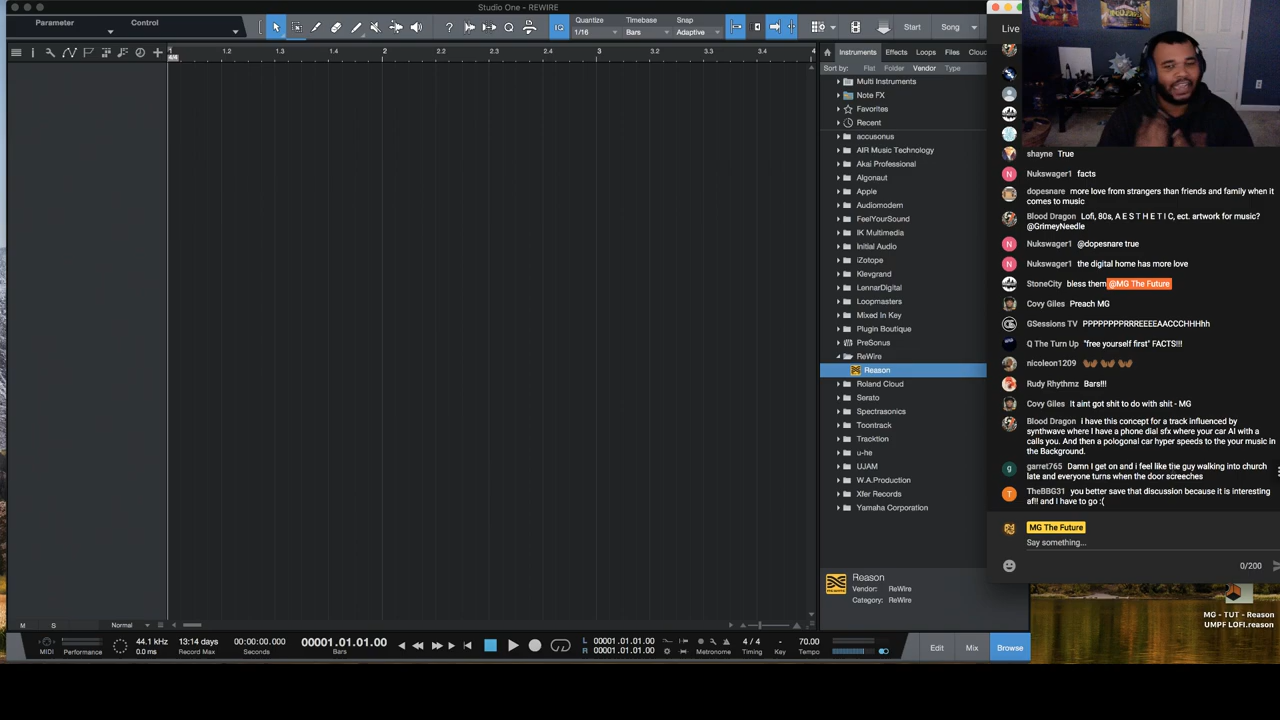 Studio One - REWIRE
Parameter
Control
Quantize
1/16
Timebase
Bars
Snap
Adaptive
IQ
Start
Song
Live
1
1.2
1.3
1.4
2
2.2
2.3
2.4
3
3.2
3.3
3.4
4
4/4
Instruments
Effects
Loops
Files
Cloud
Sort by:
Flat
Folder
Vendor
Type
Multi Instruments
Note FX
Favorites
Recent
accusonus
AIR Music Technology
Akai Professional
Algonaut
Apple
Audiomodern
FeelYourSound
IK Multimedia
Initial Audio
iZotope
Klevgrand
LennarDigital
Loopmasters
Mixed In Key
Plugin Boutique
PreSonus
ReWire
Reason
Roland Cloud
Serato
Spectrasonics
Toontrack
Tracktion
u-he
UJAM
W.A.Production
Xfer Records
Yamaha Corporation
Reason
Vendor: ReWire
Category: ReWire
shayne True
Nukswager1 facts
dopesnare more love from strangers than friends and family when it
comes to music
Blood Dragon Lofi, 80s, A E S T H E T I C, ect. artwork for music?
@GrimeyNeedle
Nukswager1 @dopesnare true
Nukswager1 the digital home has more love
StoneCity bless them @MG The Future
Covy Giles Preach MG
GSessions TV PPPPPPPRRREEEEAACCCHHHhh
Q The Turn Up "free yourself first" FACTS!!!
nicoleon1209
Rudy Rhythmz Bars!!!
Covy Giles It aint got shit to do with shit - MG
Blood Dragon I have this concept for a track influenced by
synthwave where I have a phone dial sfx where your car AI with a
calls you. And then a pologonal car hyper speeds to the your music in
the Background.
garret765 Damn I get on and i feel like tie guy walking into church
late and everyone turns when the door screeches
TheBBG31 you better save that discussion because it is interesting
af!! and I have to go :(
MG The Future
Say something...
0/200
MG - TUT - Reason
UMPF LOFI.reason
M
S
Normal
MIDI
Performance
44.1 kHz
0.0 ms
13:14 days
Record Max
00:00:00.000
Seconds
00001.01.01.00
Bars
L 00001.01.01.00
R 00001.01.01.00
Metronome
4 / 4
Timing
-
Key
70.00
Tempo
Edit
Mix
Browse